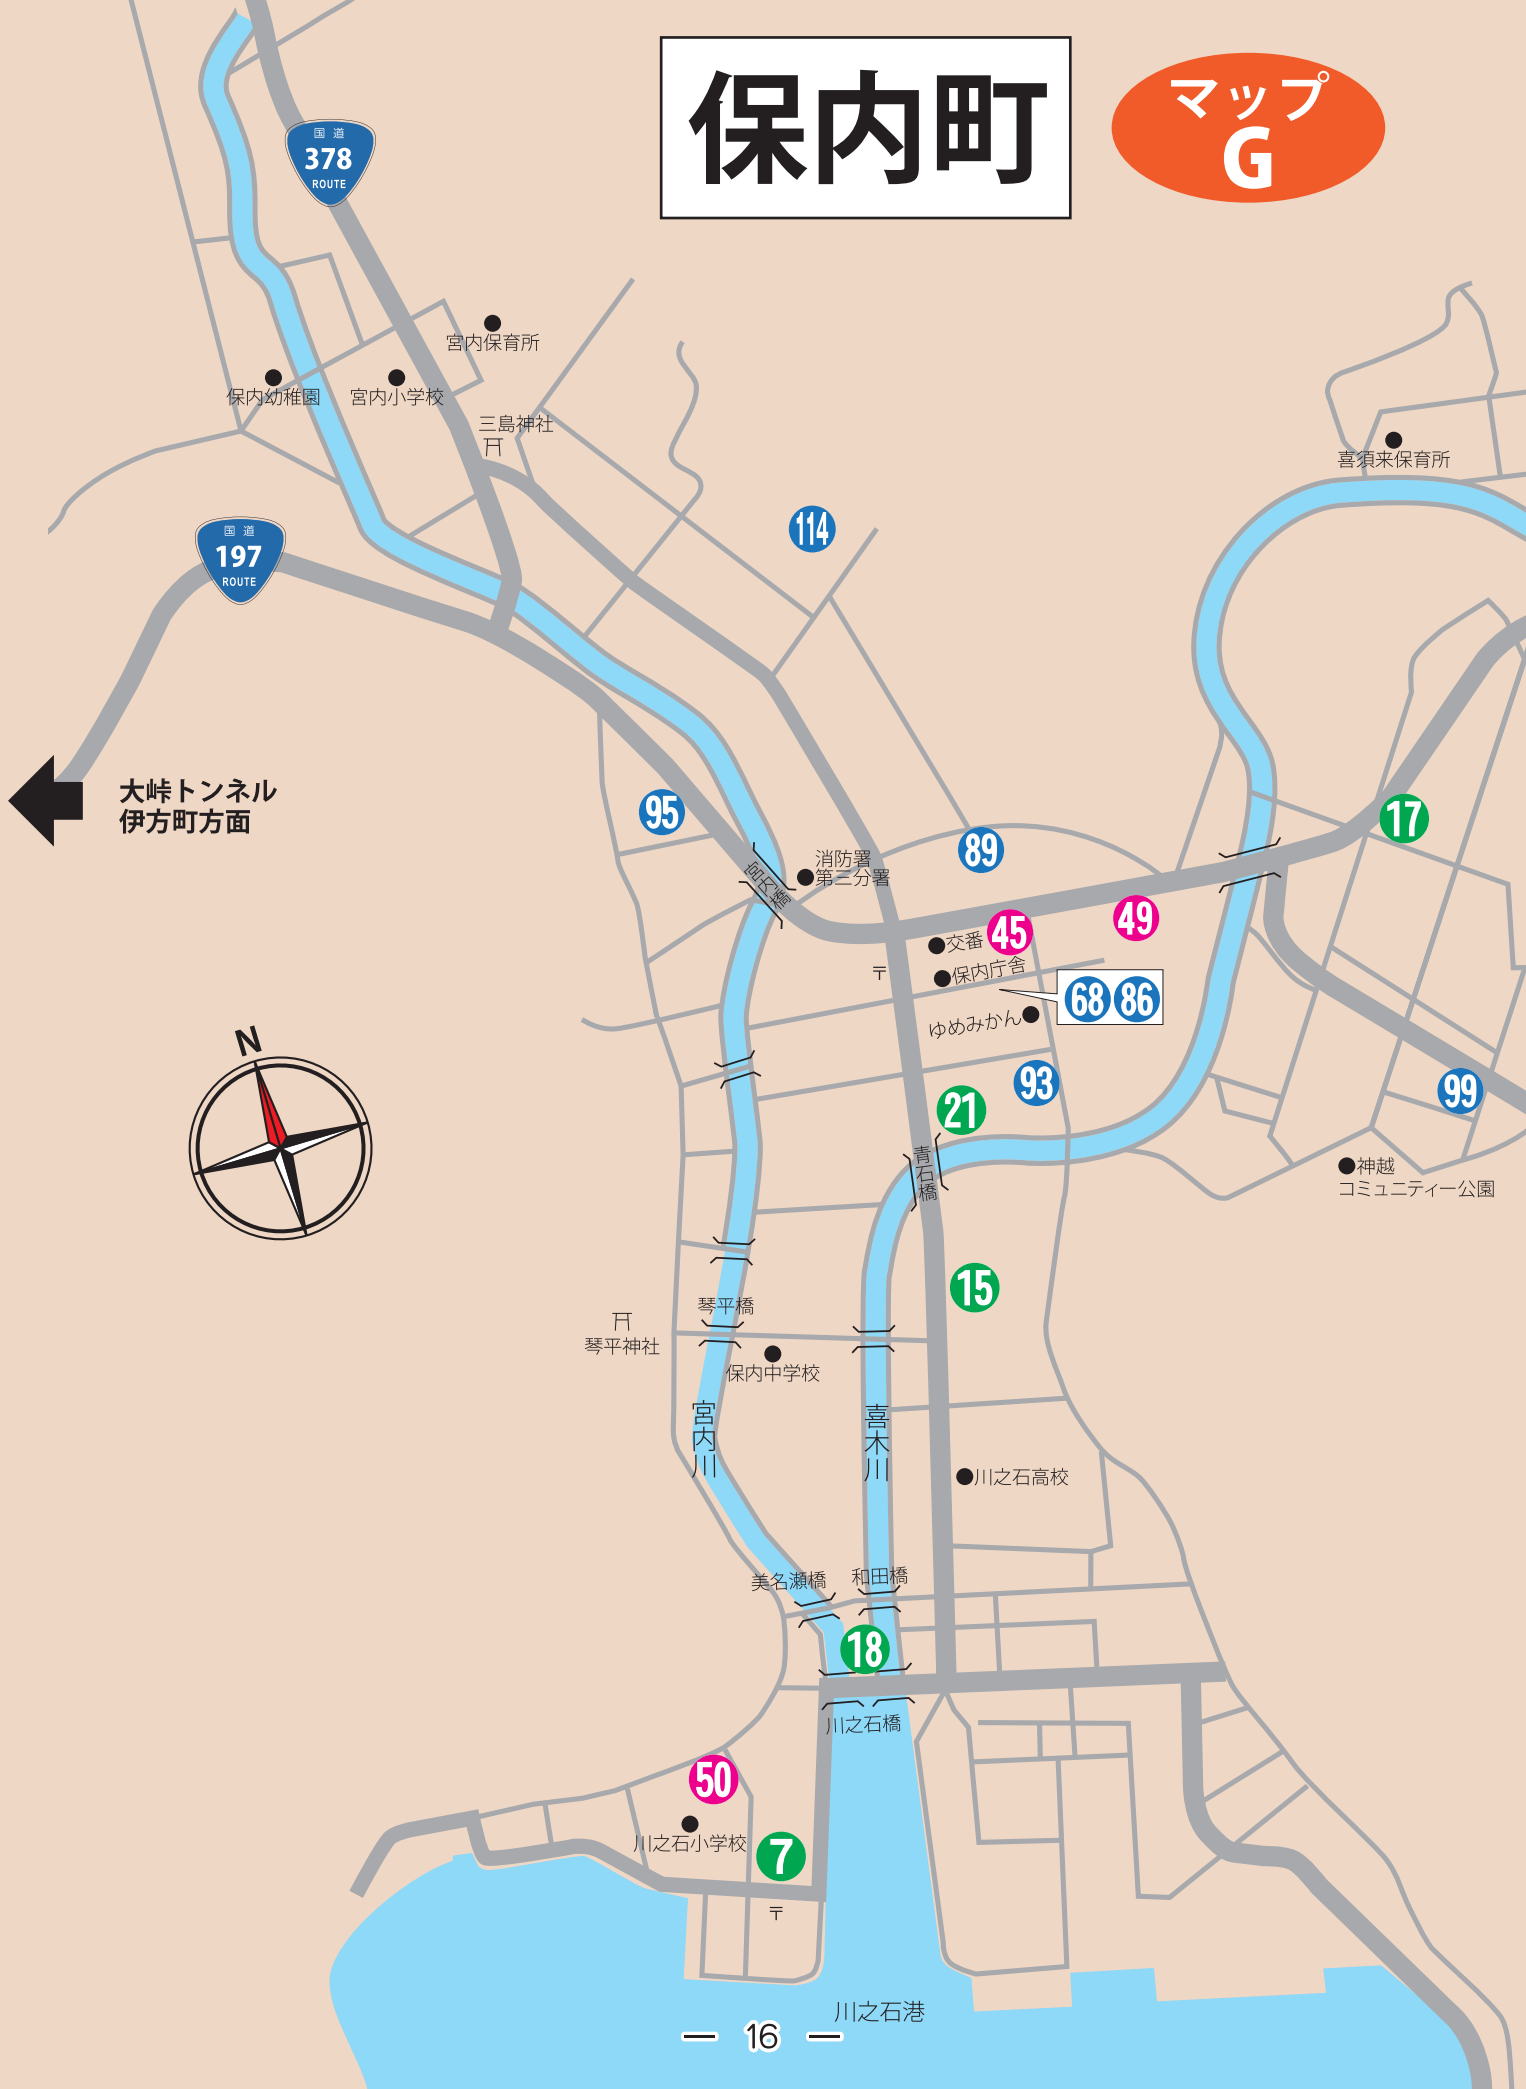 保内町
マップ
G
国道
378
ROUTE
宮内保育所
保内幼稚園
宮内小学校
三島神社
喜須来保育所
国道
197
ROUTE
114
大峠トンネル
伊方町方面
95
89
17
消防署
第三分署
宮内橋
45
49
交番
保内庁舎
〒
68
86
ゆめみかん
93
99
21
N
青石橋
神越
コミュニティー公園
15
琴平橋
琴平神社
保内中学校
宮内川
喜木川
川之石高校
美名瀬橋
和田橋
18
川之石橋
50
川之石小学校
7
〒
川之石港
— 16 —